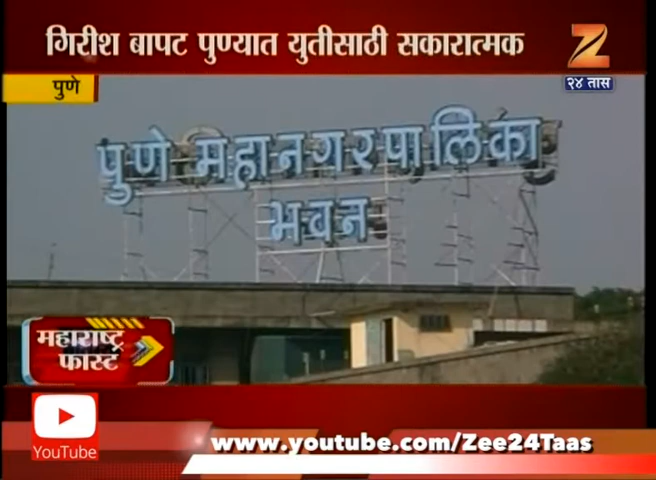 गिरीश बापट पुण्यात युतीसाठी सकारात्मक
२४ तास
पुणे
पुणे महानगरपालिका
भवन
महाराष्ट्र
फास्ट
YouTube
www.youtube.com/Zee24Taas